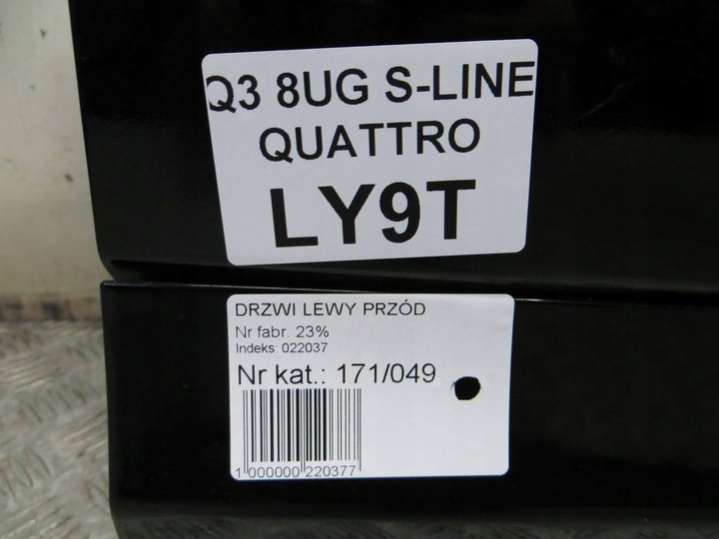 Q3 8UG S-LINE
QUATTRO
LY9T
DRZWI LEWY PRZÓD
Nr fabr. 23%
Indeks: 022037
Nr kat.: 171/049
1 000000 220377